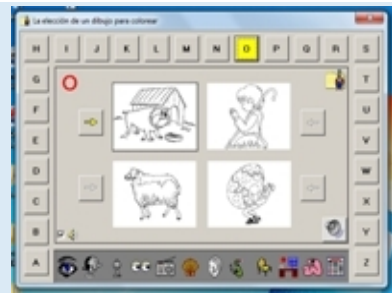 La elección de un dibujo para colorear
H I J K L M N O P Q R S
G O T
F U
E V
D W
C X
B Y
A Z